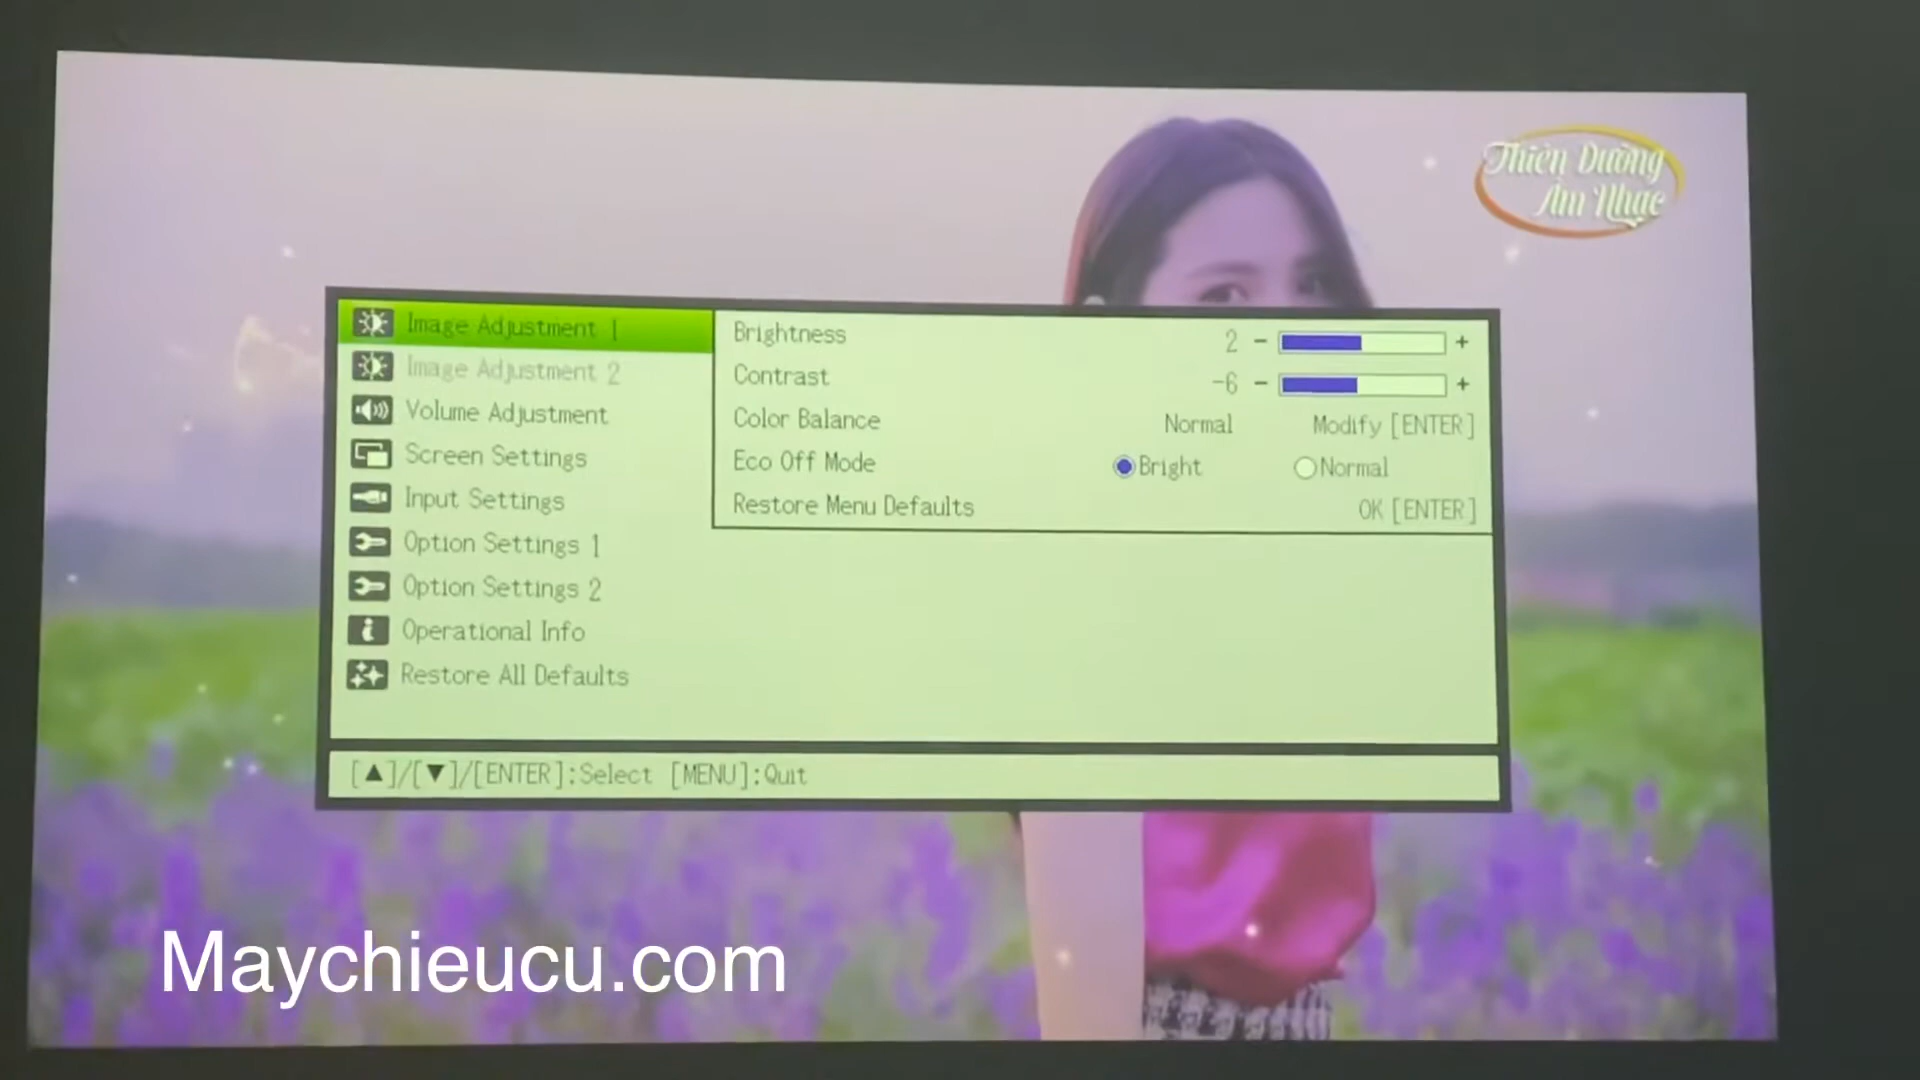 Thiên Đường
Âm Nhạc
Image Adjustment 1
Image Adjustment 2
Volume Adjustment
Screen Settings
Input Settings
Option Settings 1
Option Settings 2
Operational Info
Restore All Defaults
Brightness 2 - +
Contrast -6 - +
Color Balance Normal Modify [ENTER]
Eco Off Mode Bright Normal
Restore Menu Defaults OK [ENTER]
[▲]/[▼]/[ENTER]:Select [MENU]:Quit
Maychieucu.com